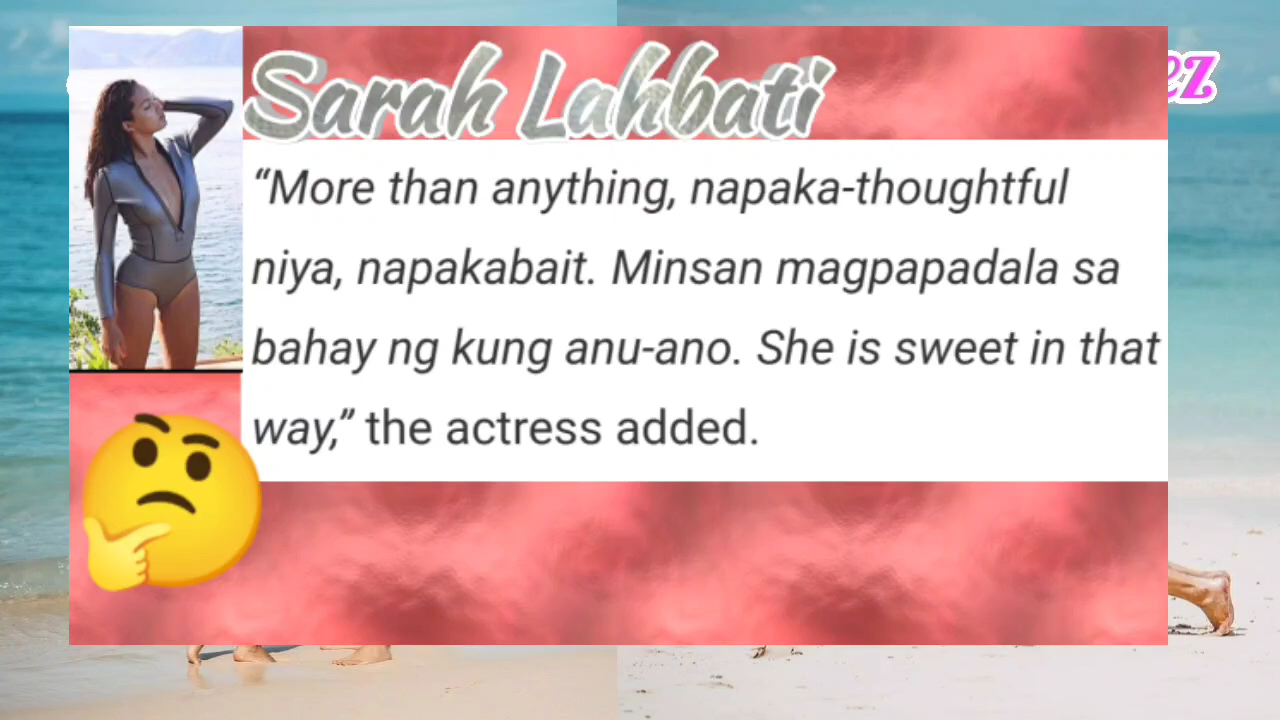 Sarah Lahbati
“More than anything, napaka-thoughtful
niya, napakabait. Minsan magpapadala sa
bahay ng kung anu-ano. She is sweet in that
way,” the actress added.